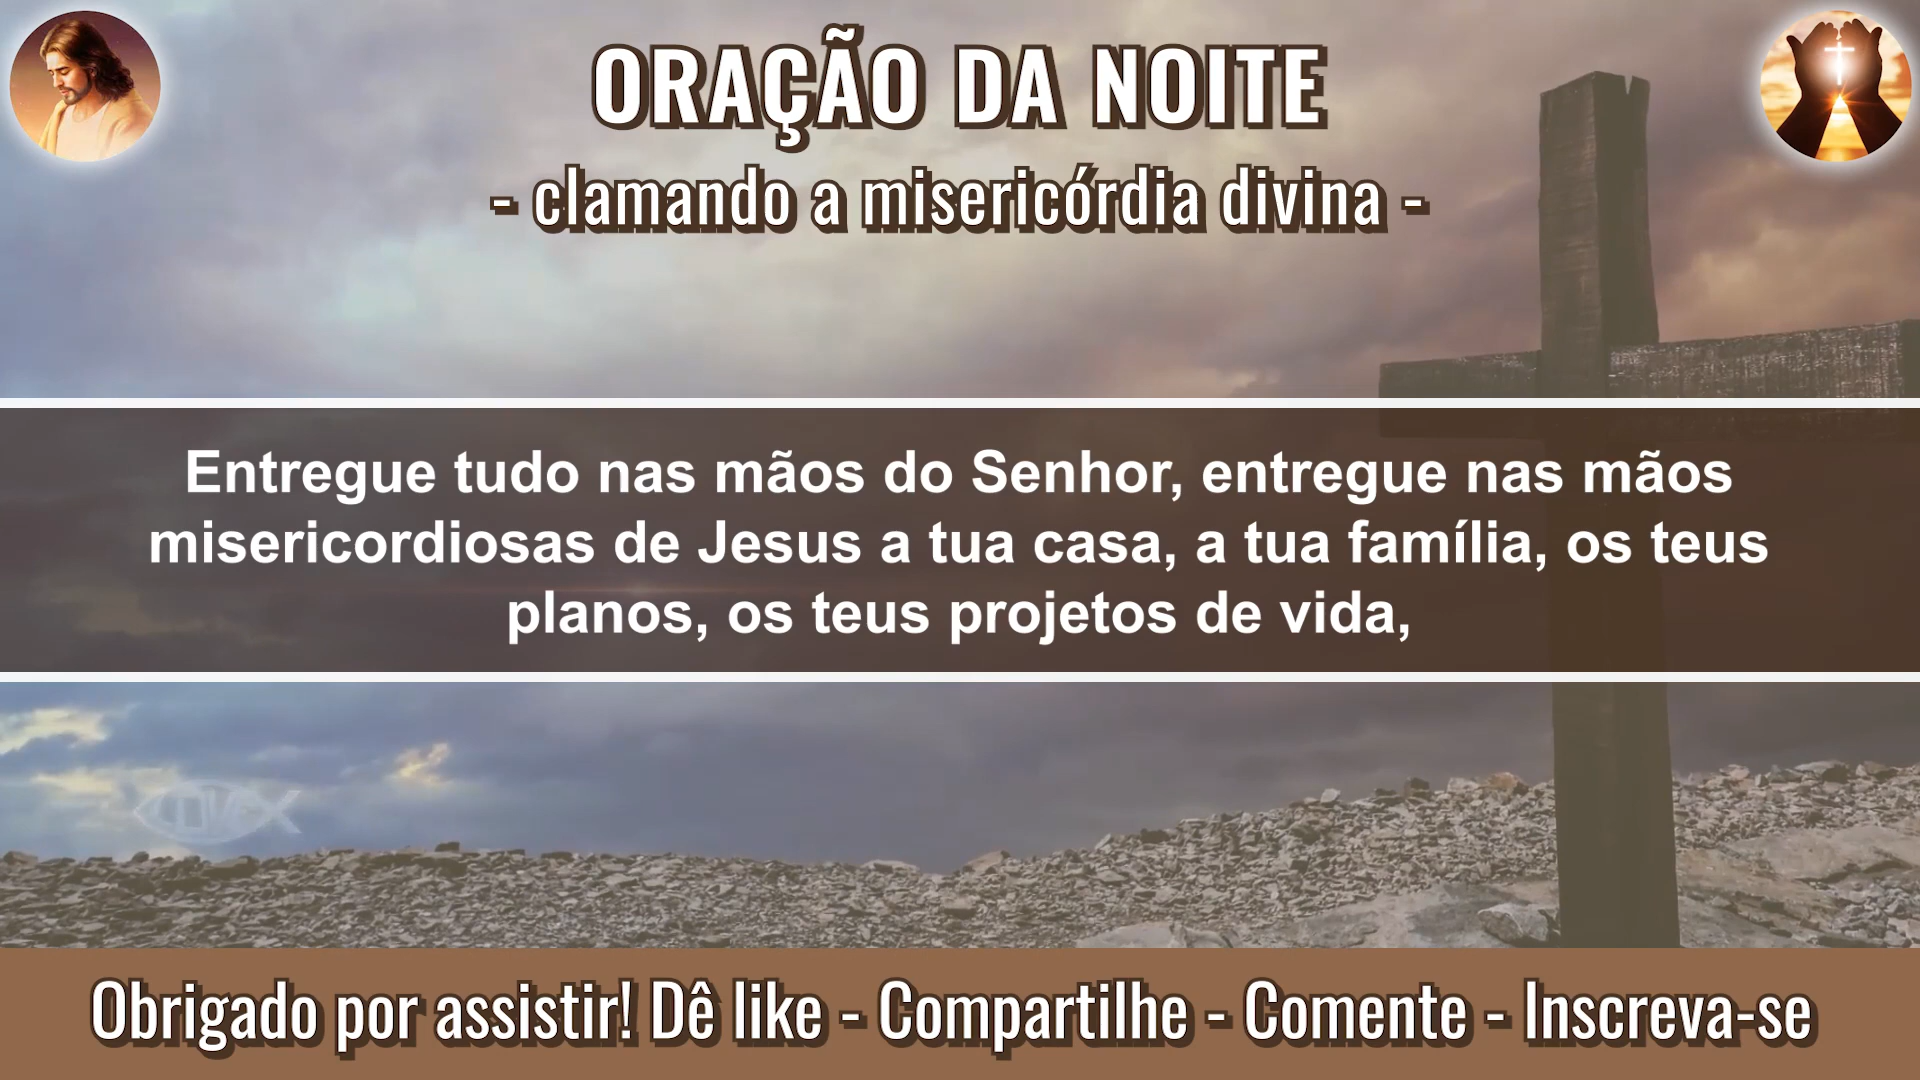 ORAÇÃO DA NOITE
- clamando a misericórdia divina -
Entregue tudo nas mãos do Senhor, entregue nas mãos
misericordiosas de Jesus a tua casa, a tua família, os teus
planos, os teus projetos de vida,
Obrigado por assistir! Dê like - Compartilhe - Comente - Inscreva-se